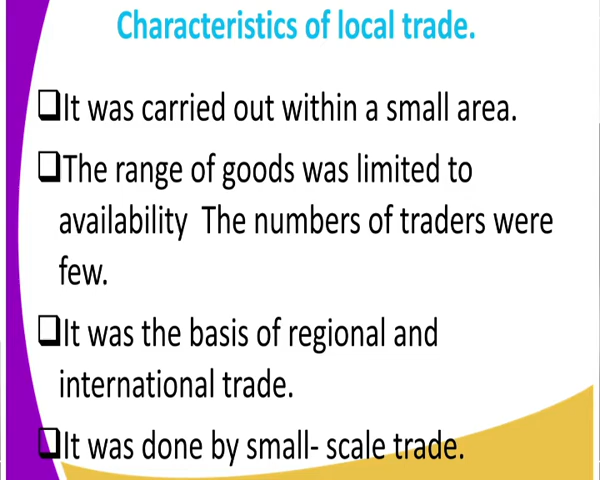 Characteristics of local trade.
❑It was carried out within a small area.
❑The range of goods was limited to
availability  The numbers of traders were
few.
❑It was the basis of regional and
international trade.
❑It was done by small- scale trade.